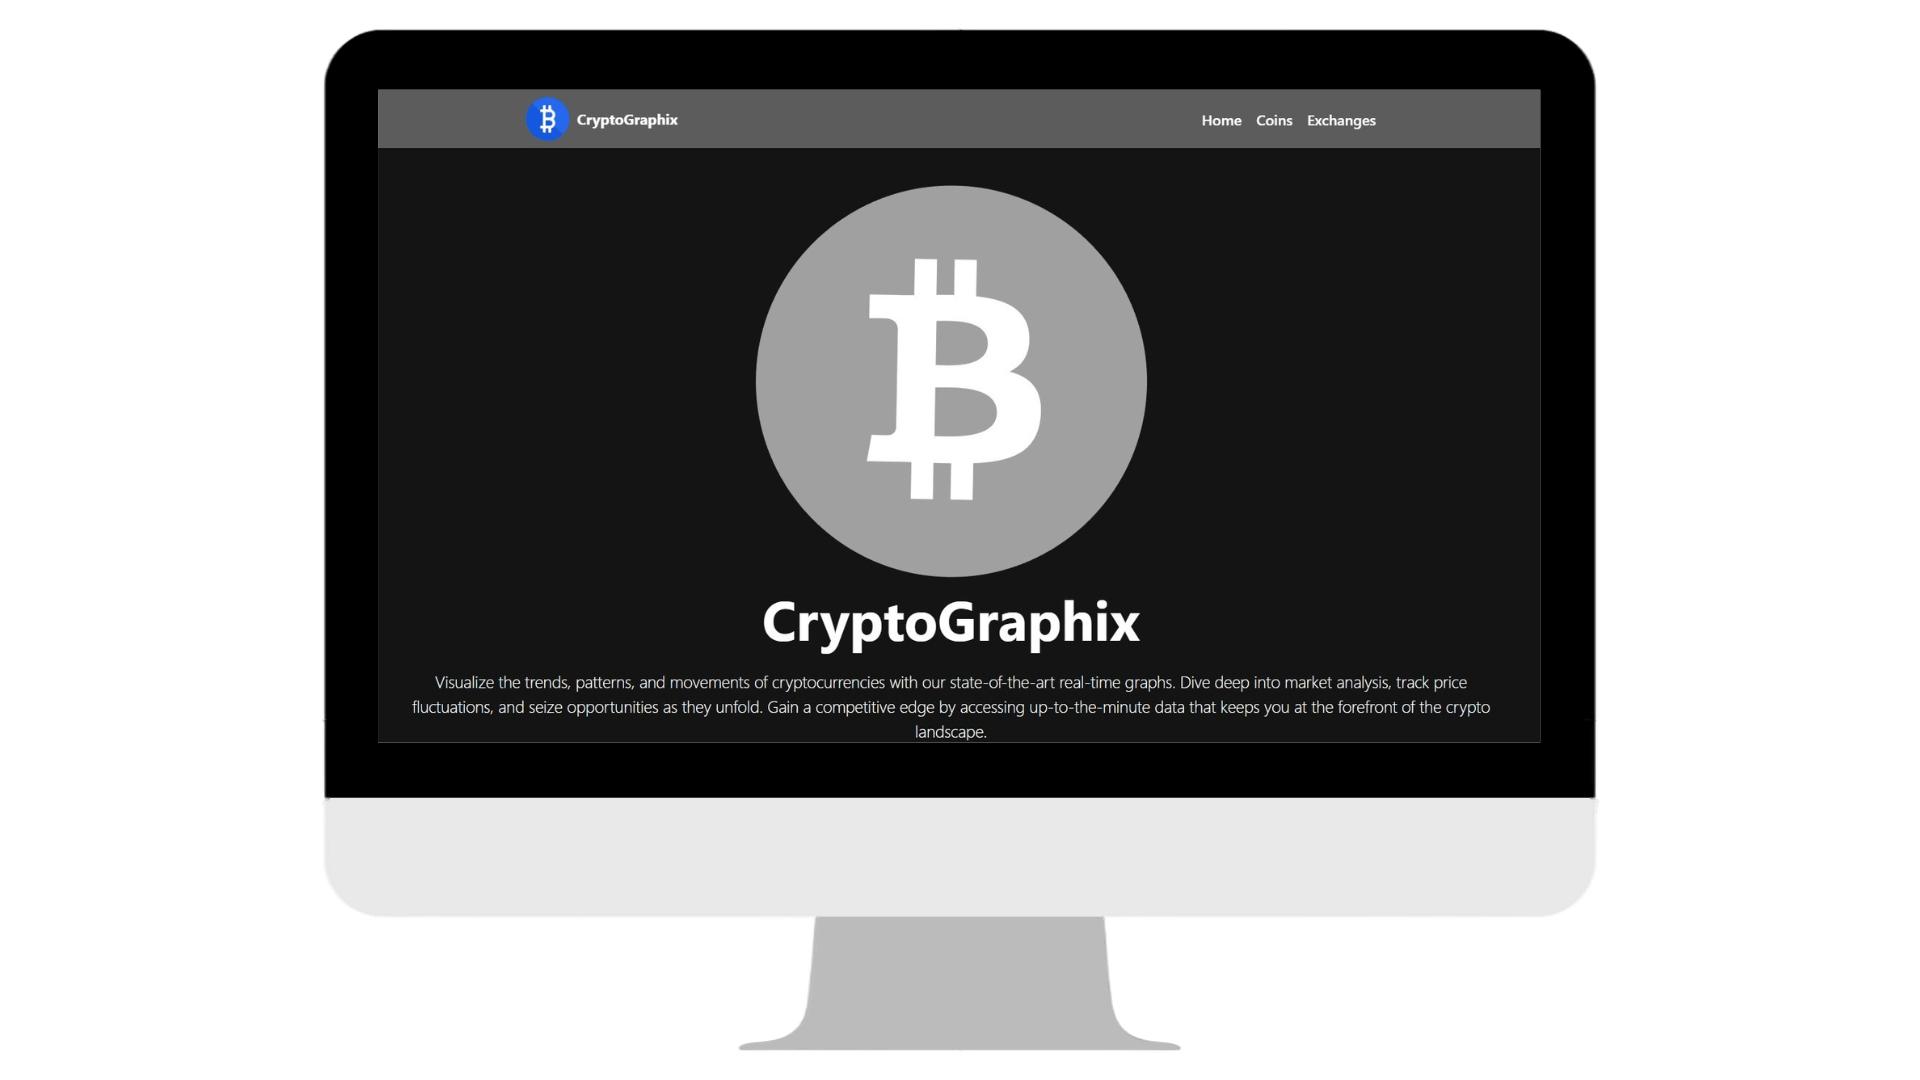 CryptoGraphix
Home Coins Exchanges
CryptoGraphix
Visualize the trends, patterns, and movements of cryptocurrencies with our state-of-the-art real-time graphs. Dive deep into market analysis, track price
fluctuations, and seize opportunities as they unfold. Gain a competitive edge by accessing up-to-the-minute data that keeps you at the forefront of the crypto
landscape.